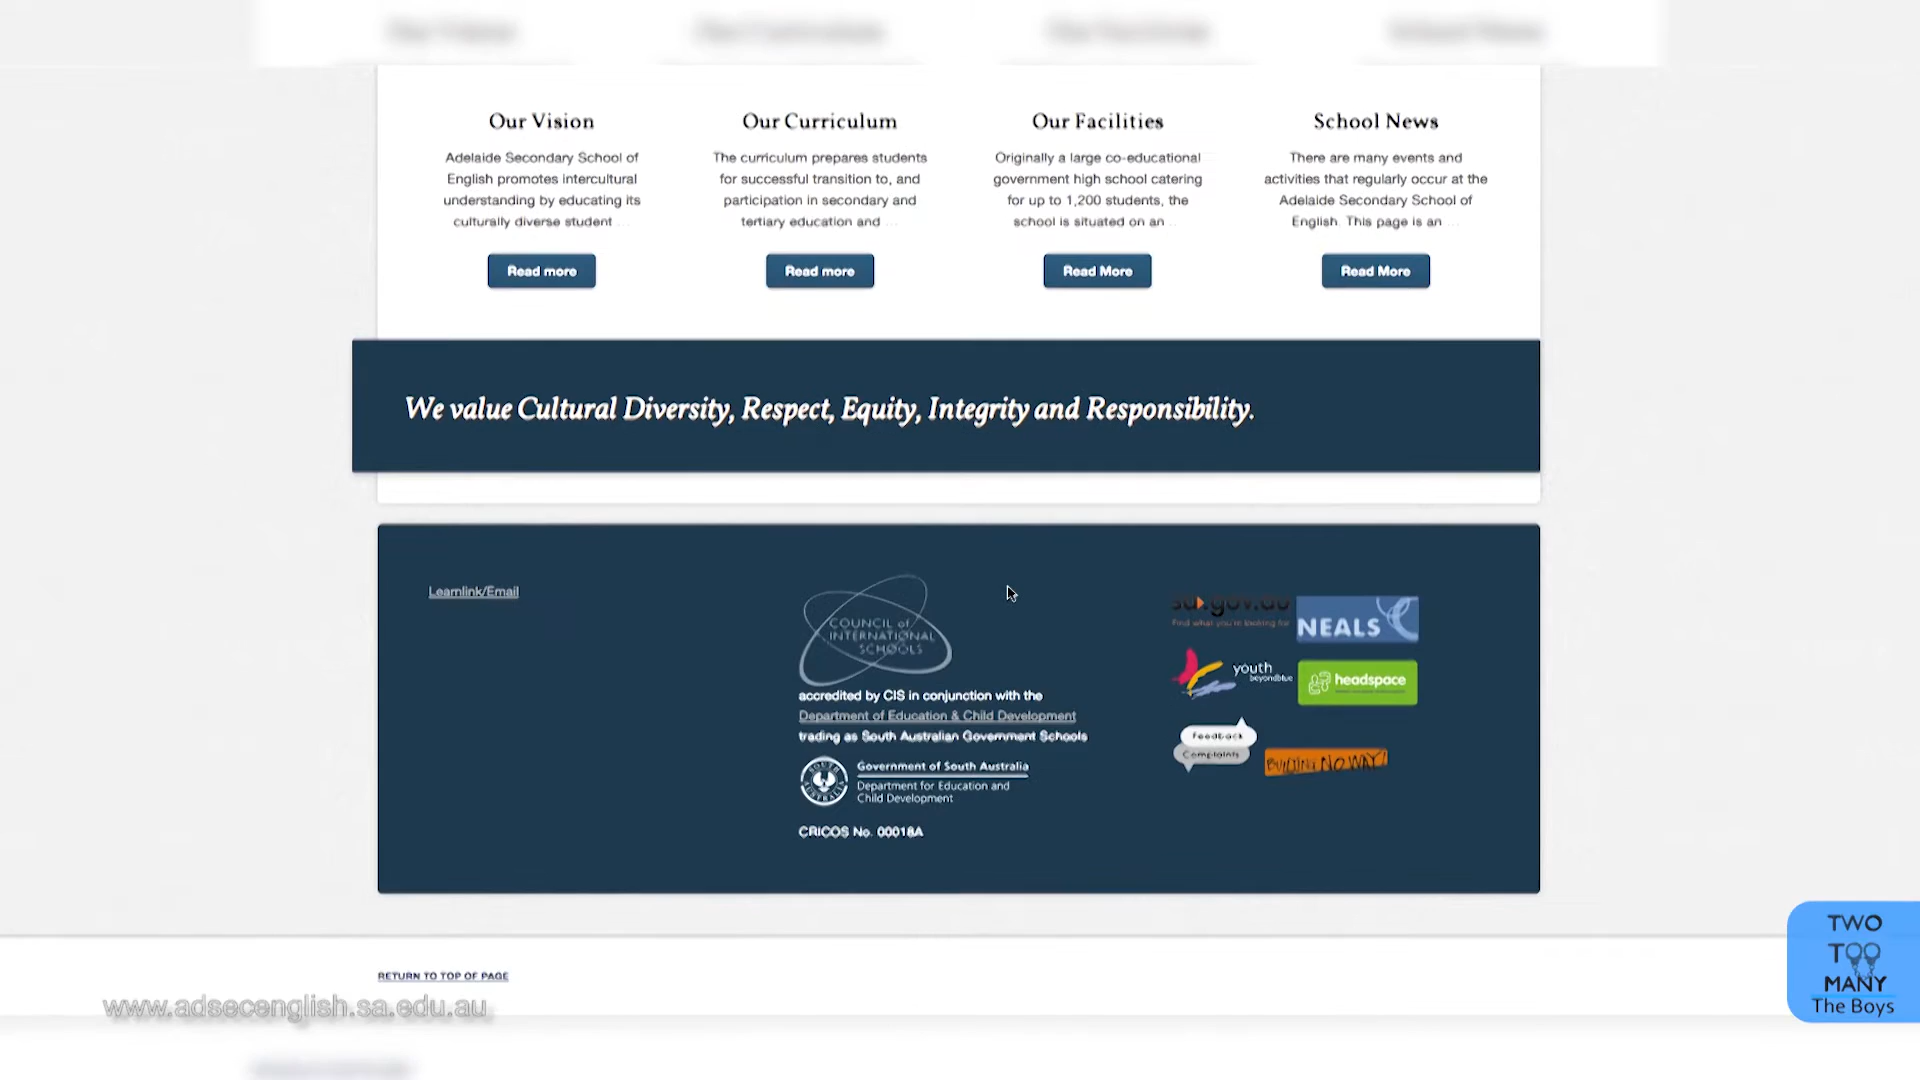 Our Vision
Our Curriculum
Our Facilities
School News
Adelaide Secondary School of
English promotes intercultural
understanding by educating its
culturally diverse student ...
The curriculum prepares students
for successful transition to, and
participation in secondary and
tertiary education and ...
Originally a large co-educational
government high school catering
for up to 1,200 students, the
school is situated on an ...
There are many events and
activities that regularly occur at the
Adelaide Secondary School of
English. This page is an ...
Read more
Read more
Read More
Read More
We value Cultural Diversity, Respect, Equity, Integrity and Responsibility.
Learnlink/Email
COUNCIL of
INTERNATIONAL
SCHOOLS
accredited by CIS in conjunction with the
Department of Education & Child Development
trading as South Australian Government Schools
SOUTH AUSTRALIA
Government of South Australia
Department for Education and
Child Development
CRICOS No. 00018A
sa.gov.au
Find what you're looking for
NEALS
youth
beyondblue
headspace
Feedback
Complaints
BULLYING NO WAY!
RETURN TO TOP OF PAGE
www.adsecenglish.sa.edu.au
TWO
TOO
MANY
The Boys